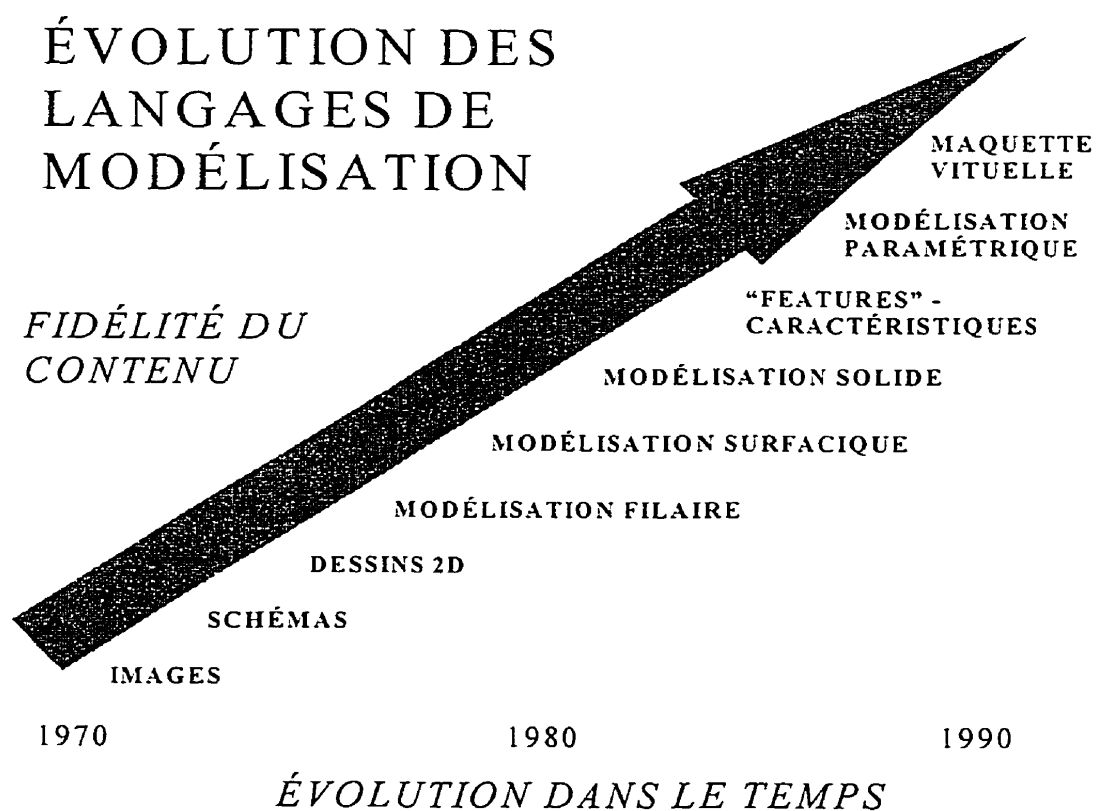 ÉVOLUTION DES
LANGAGES DE
MODÉLISATION
MAQUETTE
VITUELLE
MODÉLISATION
PARAMÉTRIQUE
“FEATURES” -
CARACTÉRISTIQUES
FIDÉLITÉ DU
CONTENU
MODÉLISATION SOLIDE
MODÉLISATION SURFACIQUE
MODÉLISATION FILAIRE
DESSINS 2D
SCHÉMAS
IMAGES
1970 1980 1990
ÉVOLUTION DANS LE TEMPS